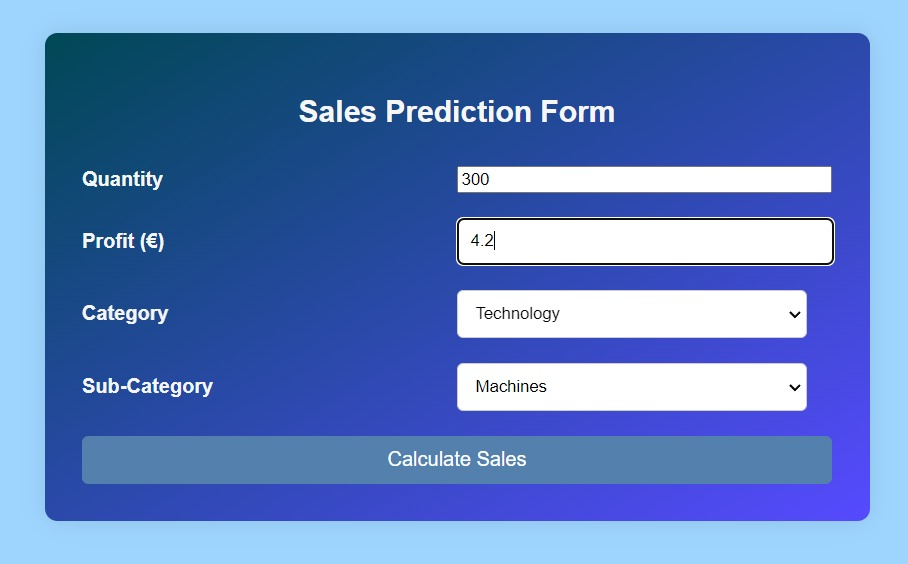 Sales Prediction Form
Quantity 300
Profit (€) 4.2
Category Technology
Sub-Category Machines
Calculate Sales